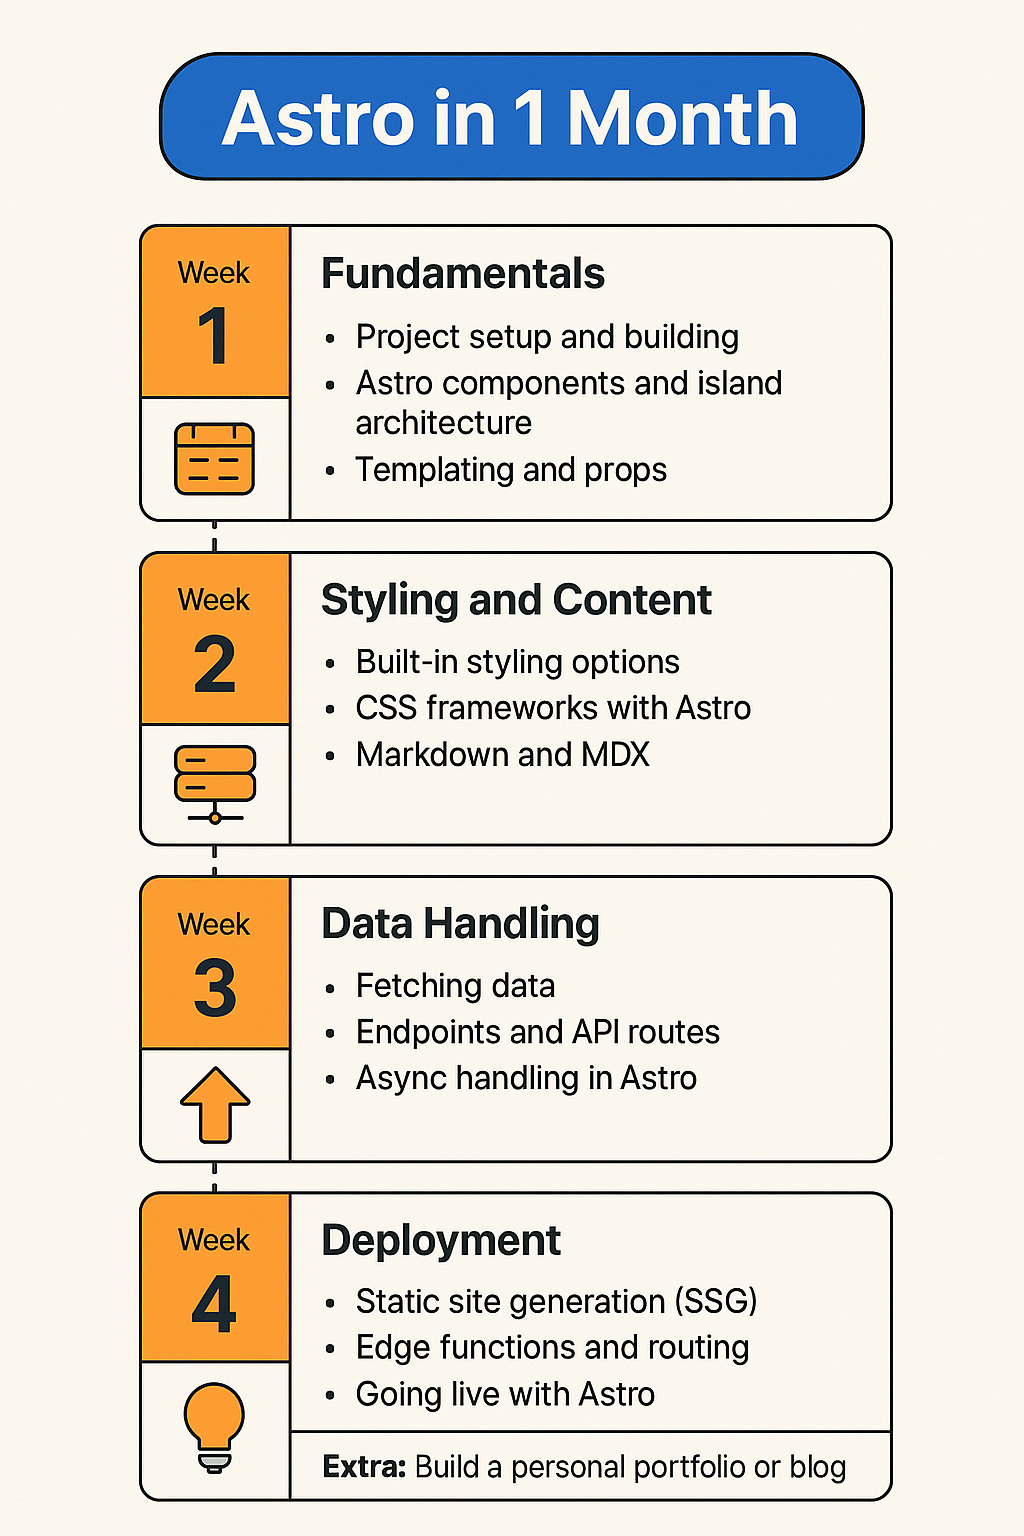 Astro in 1 Month
Week
1
Fundamentals
• Project setup and building
• Astro components and island
architecture
• Templating and props
Week
2
Styling and Content
• Built-in styling options
• CSS frameworks with Astro
• Markdown and MDX
Week
3
Data Handling
• Fetching data
• Endpoints and API routes
• Async handling in Astro
Week
4
Deployment
• Static site generation (SSG)
• Edge functions and routing
• Going live with Astro
Extra: Build a personal portfolio or blog